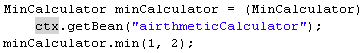 MinCalculator minCalculator = (MinCalculator)
ctx.getBean("airthmeticCalculator");
minCalculator.min(1, 2);